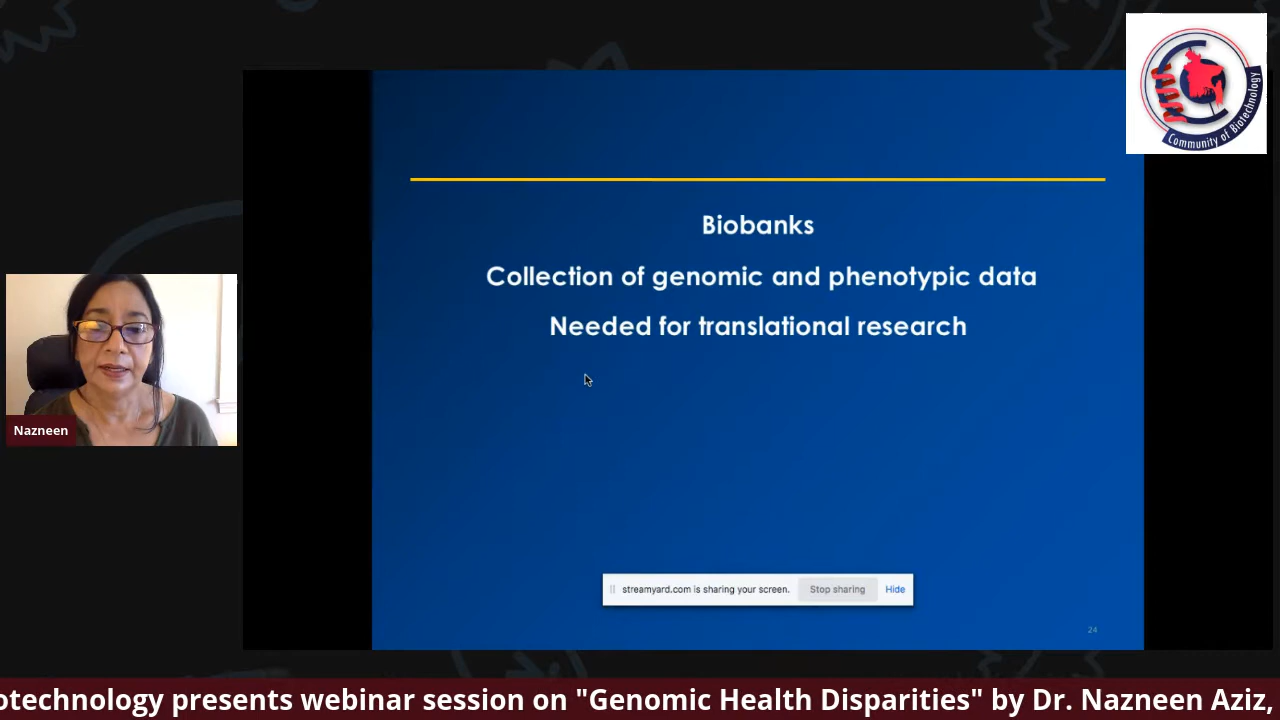 Community of Biotechnology
Biobanks
Collection of genomic and phenotypic data
Needed for translational research
Nazneen
streamyard.com is sharing your screen. Stop sharing Hide
24
otechnology presents webinar session on "Genomic Health Disparities" by Dr. Nazneen Aziz,